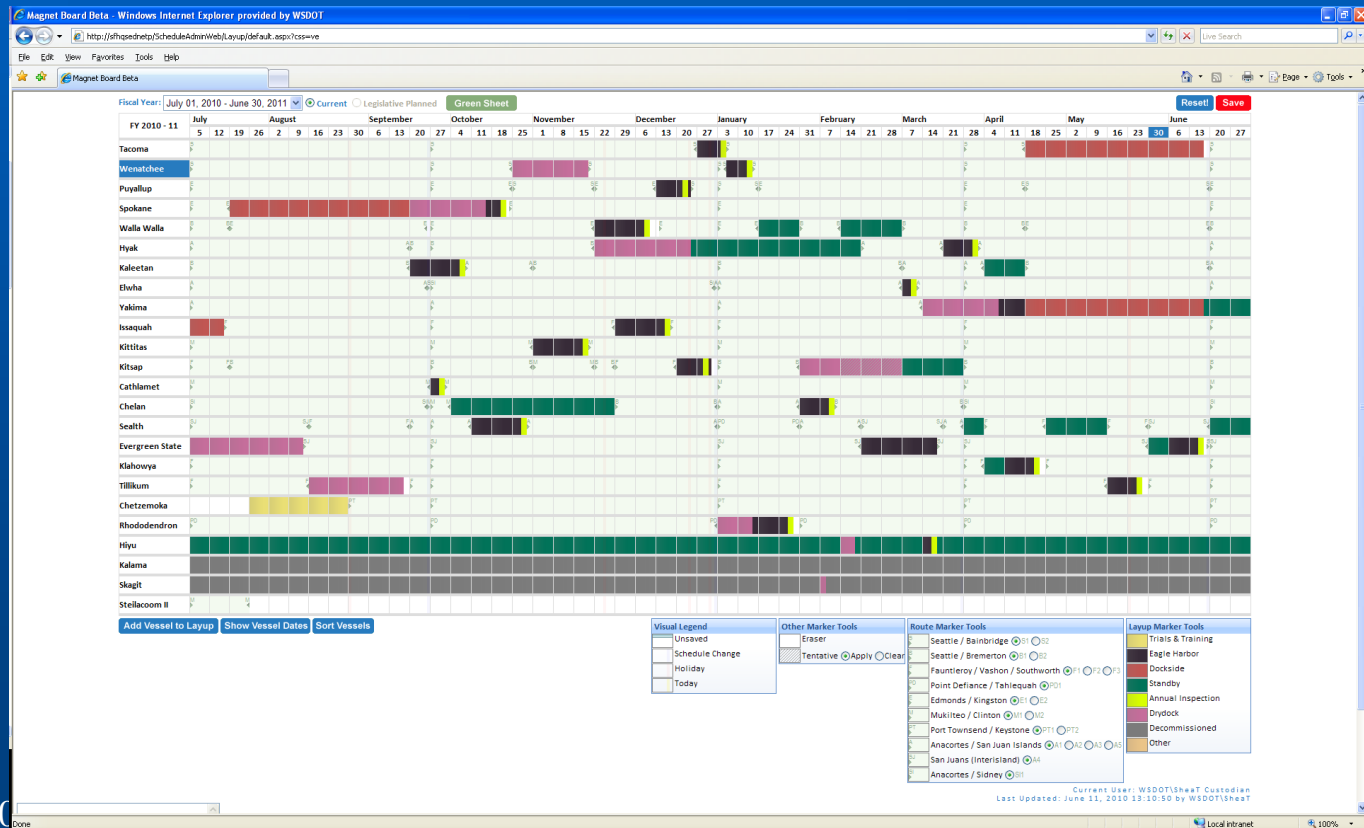 Magnet Board Beta - Windows Internet Explorer provided by WSDOT
http://sfhqsednetp/ScheduleAdminWeb/Layup/default.aspx?css=ve
Live Search
File Edit View Favorites Tools Help
Magnet Board Beta
Page Tools
Fiscal Year: July 01, 2010 - June 30, 2011 Current Legislative Planned Green Sheet Reset! Save
FY 2010 - 11 July August September October November December January February March April May June
5 12 19 26 2 9 16 23 30 6 13 20 27 4 11 18 25 1 8 15 22 29 6 13 20 27 3 10 17 24 31 7 14 21 28 7 14 21 28 4 11 18 25 2 9 16 23 30 6 13 20 27
Tacoma
Wenatchee
Puyallup
Spokane
Walla Walla
Hyak
Kaleetan
Elwha
Yakima
Issaquah
Kittitas
Kitsap
Cathlamet
Chelan
Sealth
Evergreen State
Klahowya
Tillikum
Chetzemoka
Rhododendron
Hiyu
Kalama
Skagit
Steilacoom II
Add Vessel to Layup Show Vessel Dates Sort Vessels
Visual Legend
Unsaved
Schedule Change
Holiday
Today
Other Marker Tools
Eraser
Tentative Apply Clear
Route Marker Tools
Seattle / Bainbridge S1 S2
Seattle / Bremerton B1 B2
Fauntleroy / Vashon / Southworth F1 F2 F3
Point Defiance / Tahlequah PD1
Edmonds / Kingston E1 E2
Mukilteo / Clinton M1 M2
Port Townsend / Keystone PT1 PT2
Anacortes / San Juan Islands A1 A2 A3 A5
San Juans (Interisland) A4
Anacortes / Sidney
Layup Marker Tools
Trials & Training
Eagle Harbor
Dockside
Standby
Annual Inspection
Drydock
Decommissioned
Other
Current User: WSDOT\SheaT Custodian
Last Updated: June 11, 2010 13:10:50 by WSDOT\SheaT
Done
Local intranet
100%